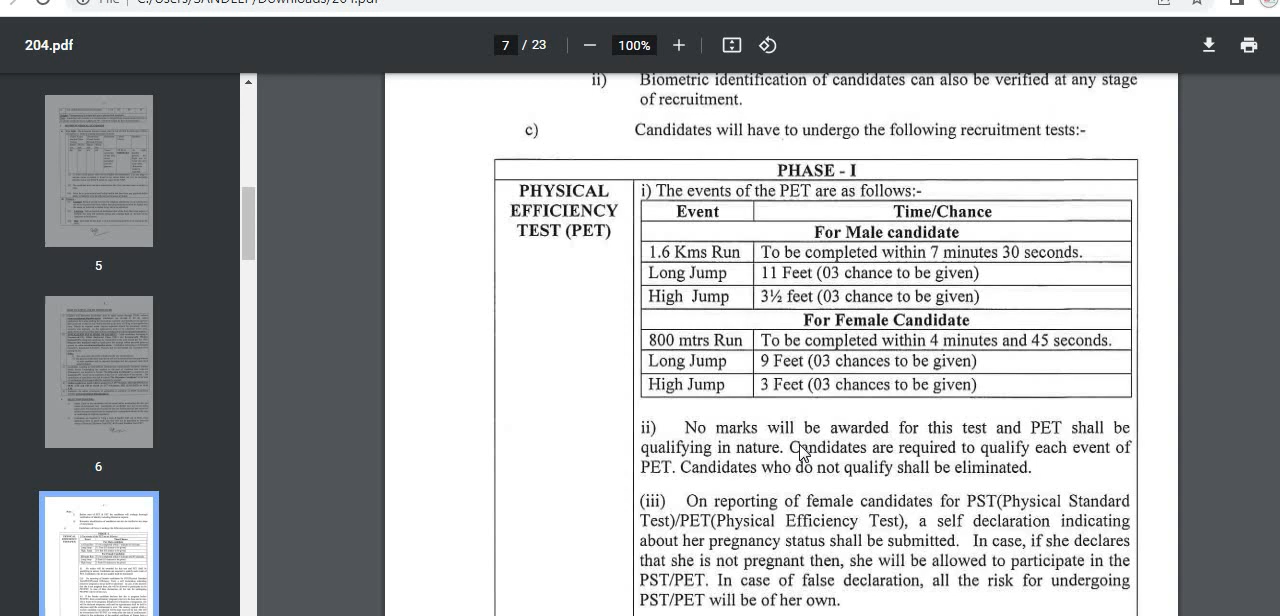 File C:/Users/SANDEEP/Downloads/204.pdf
204.pdf
7 / 23
100%
5
6
ii) Biometric identification of candidates can also be verified at any stage
of recruitment.
c) Candidates will have to undergo the following recruitment tests:-
PHASE - I
PHYSICAL
EFFICIENCY
TEST (PET)
i) The events of the PET are as follows:-
Event Time/Chance
For Male candidate
1.6 Kms Run To be completed within 7 minutes 30 seconds.
Long Jump 11 Feet (03 chance to be given)
High Jump 3½ feet (03 chance to be given)
For Female Candidate
800 mtrs Run To be completed within 4 minutes and 45 seconds.
Long Jump 9 Feet (03 chances to be given)
High Jump 3 Feet (03 chances to be given)
ii) No marks will be awarded for this test and PET shall be
qualifying in nature. Candidates are required to qualify each event of
PET. Candidates who do not qualify shall be eliminated.
(iii) On reporting of female candidates for PST(Physical Standard
Test)/PET(Physical Efficiency Test), a self declaration indicating
about her pregnancy status shall be submitted. In case, if she declares
that she is not pregnant then, she will be allowed to participate in the
PST/PET. In case of false declaration, all the risk for undergoing
PST/PET will be of her own.